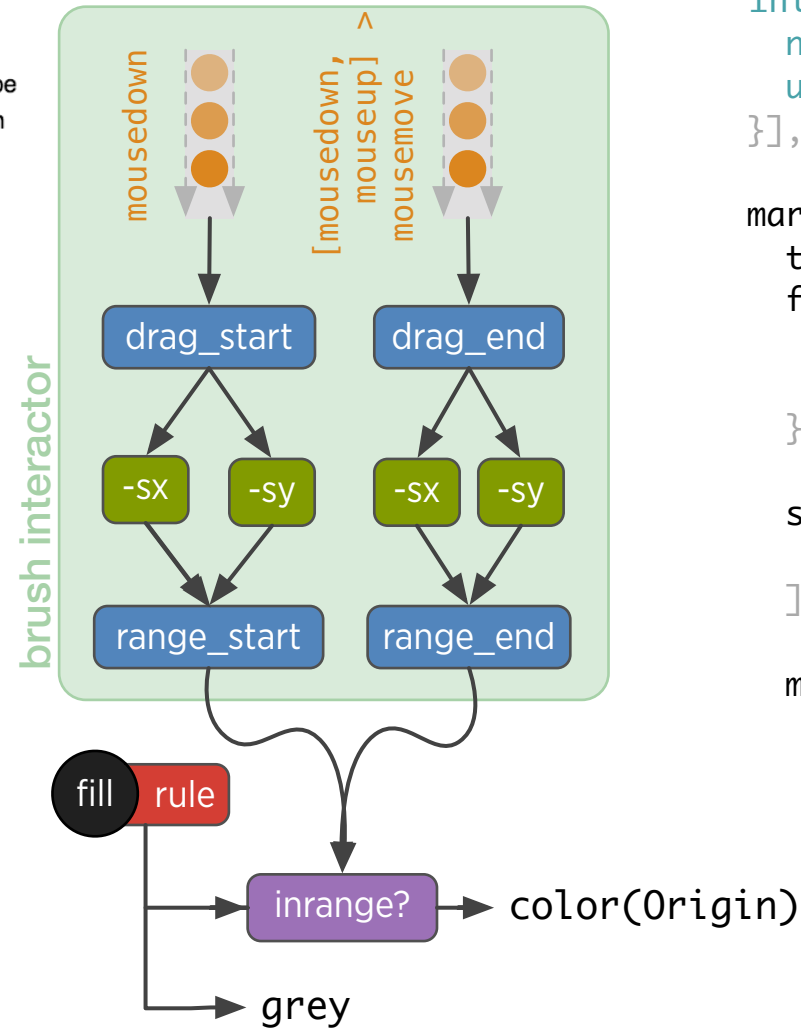 mousedown
[mousedown,
mouseup] >
mousemove
drag_start
drag_end
-sx
-sy
-sx
-sy
brush interactor
range_start
range_end
fill
rule
inrange?
color(Origin)
grey
}],
}
]